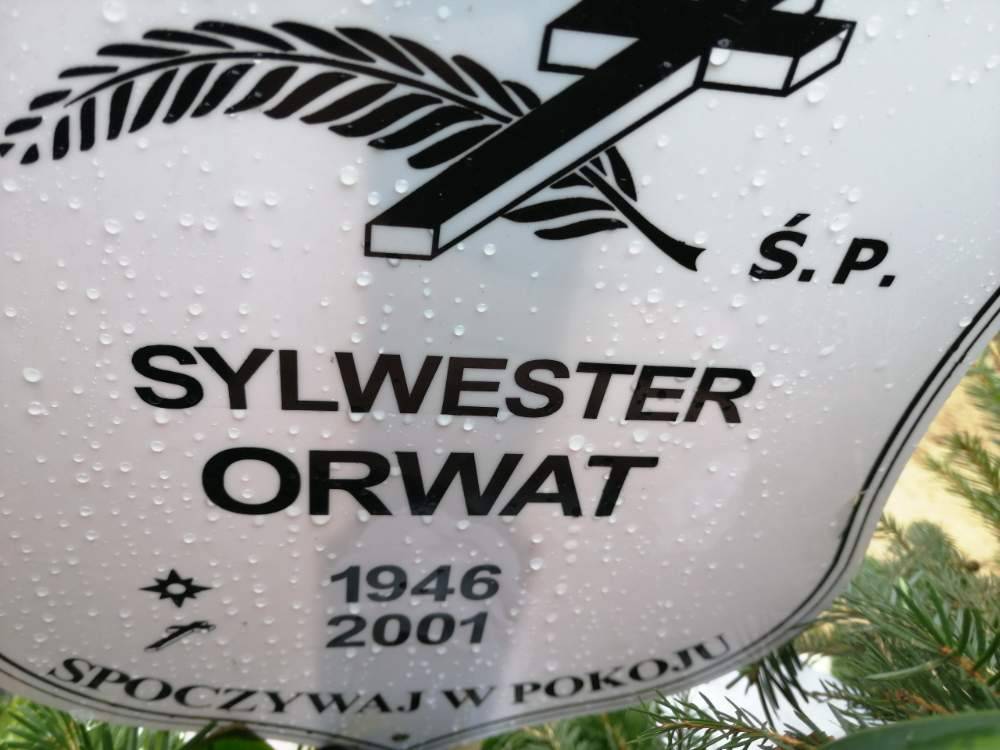 Ś. P.
SYLWESTER
ORWAT
1946
2001
SPOCZYWAJ W POKOJU